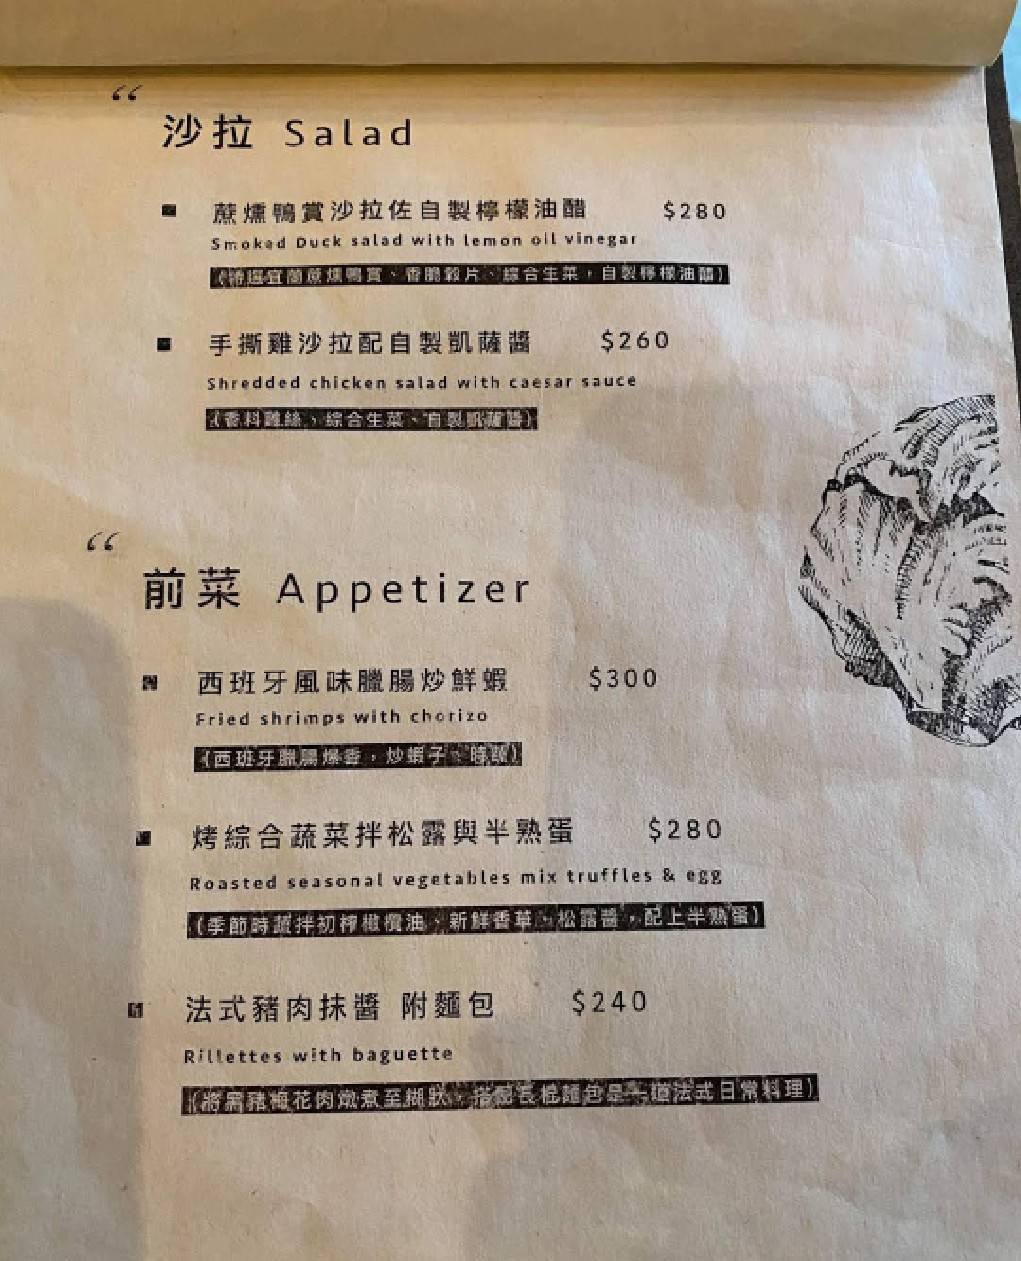 “
沙拉 Salad
蔗燻鴨賞沙拉佐自製檸檬油醋 $280
Smoked Duck salad with lemon oil vinegar
(特選宜蘭蔗燻鴨賞、香脆穀片、綜合生菜，自製檸檬油醋)
手撕雞沙拉配自製凱薩醬 $260
Shredded chicken salad with caesar sauce
(香料雞絲、綜合生菜、自製凱薩醬)
“
前菜 Appetizer
西班牙風味臘腸炒鮮蝦 $300
Fried shrimps with chorizo
(西班牙臘腸爆香，炒蝦子、時蔬)
烤綜合蔬菜拌松露與半熟蛋 $280
Roasted seasonal vegetables mix truffles & egg
(季節時蔬拌初榨橄欖油、新鮮香草、松露醬，配上半熟蛋)
法式豬肉抹醬 附麵包 $240
Rillettes with baguette
(將黑豬梅花肉燉煮至糊狀，搭配長棍麵包是一道法式日常料理)